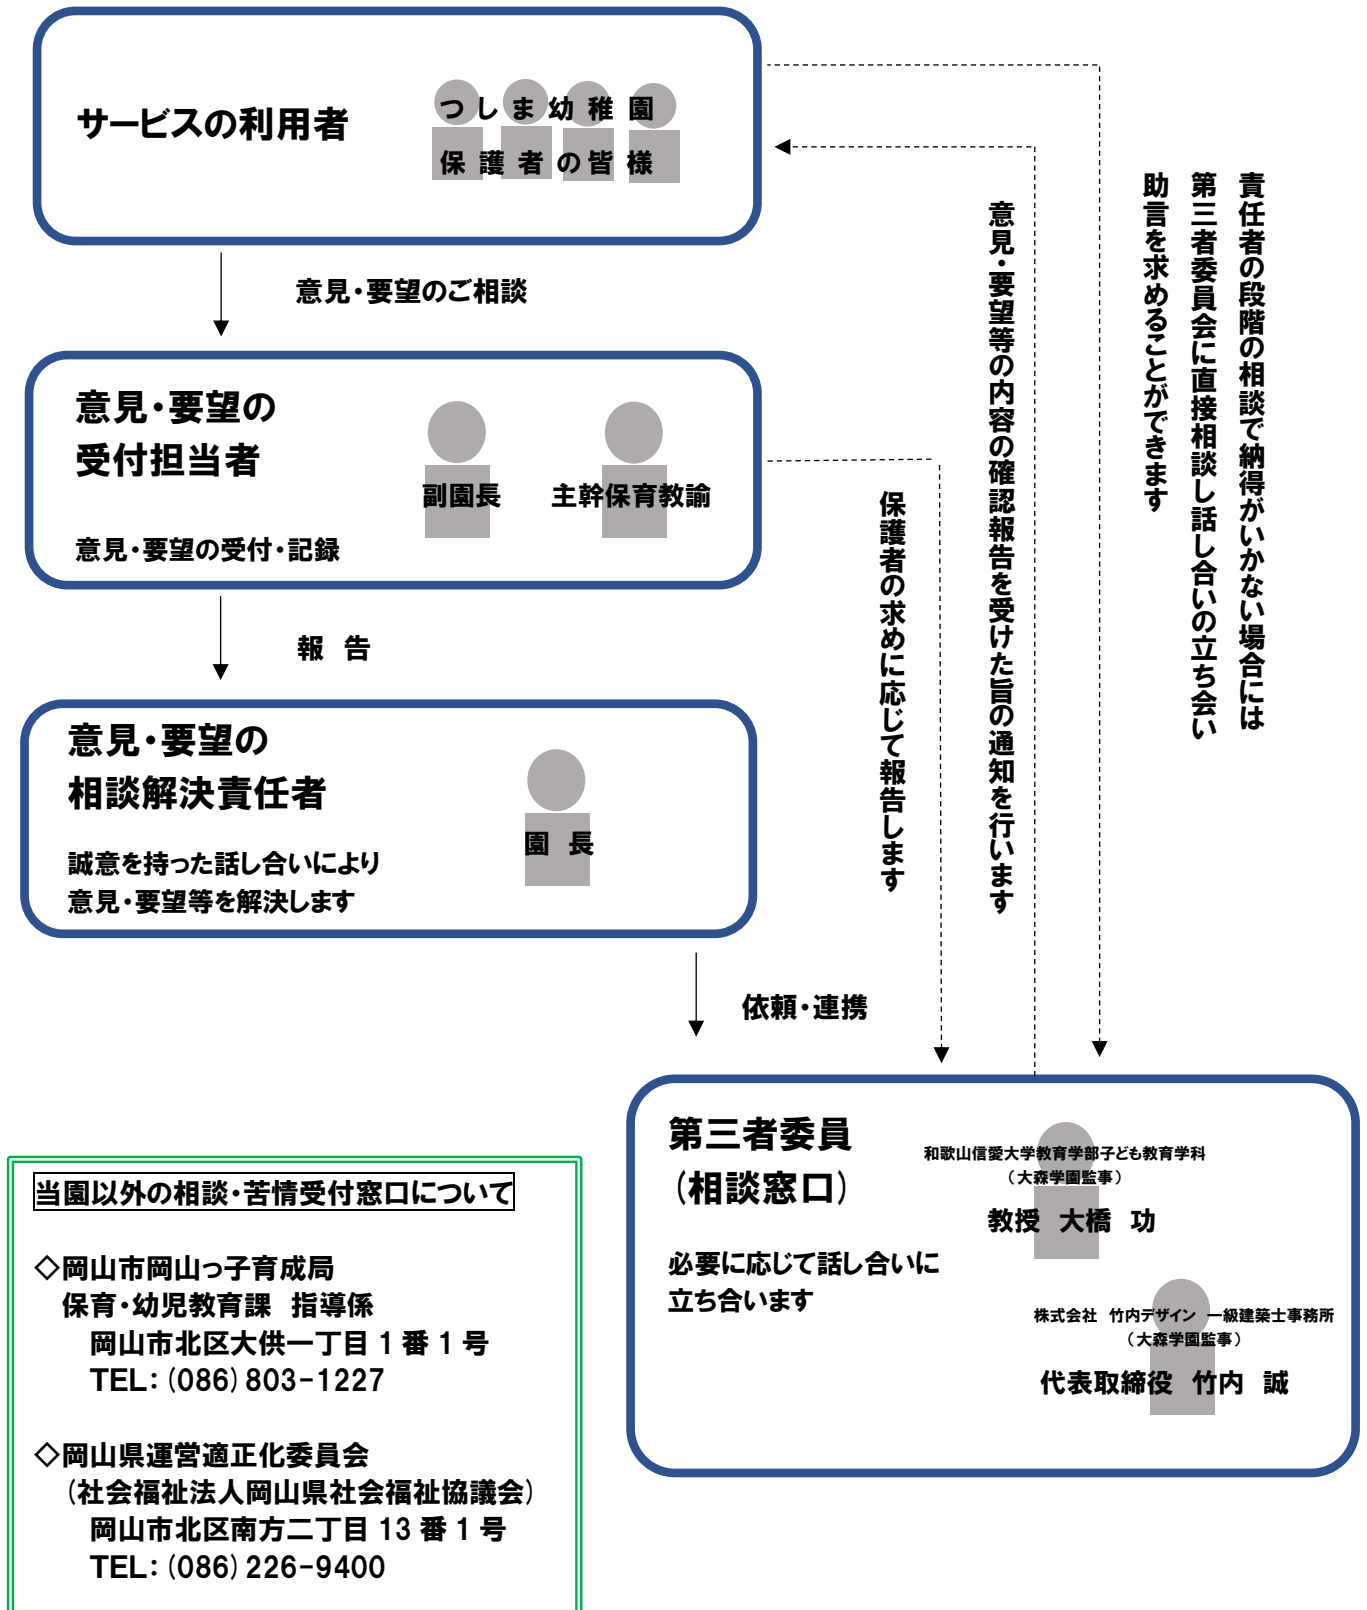 サービスの利用者
つしま幼稚園
保護者の皆様
意見・要望のご相談
意見・要望の
受付担当者
副園長
主幹保育教諭
意見・要望の受付・記録
報　告
意見・要望の
相談解決責任者
園　長
誠意を持った話し合いにより
意見・要望等を解決します
依頼・連携
保護者の求めに応じて報告します
意見・要望等の内容の確認報告を受けた旨の通知を行います
責任者の段階の相談で納得がいかない場合には
第三者委員会に直接相談し話し合いの立ち会い
助言を求めることができます
第三者委員
（相談窓口）
必要に応じて話し合いに
立ち合います
和歌山信愛大学教育学部子ども教育学科
（大森学園監事）
教授　大橋　功
株式会社　竹内デザイン　一級建築士事務所
（大森学園監事）
代表取締役　竹内　誠
当園以外の相談・苦情受付窓口について
◇岡山市岡山っ子育成局
保育・幼児教育課　指導係
岡山市北区大供一丁目 1 番 1 号
TEL：（086）803-1227
◇岡山県運営適正化委員会
（社会福祉法人岡山県社会福祉協議会）
岡山市北区南方二丁目 13 番 1 号
TEL：（086）226-9400